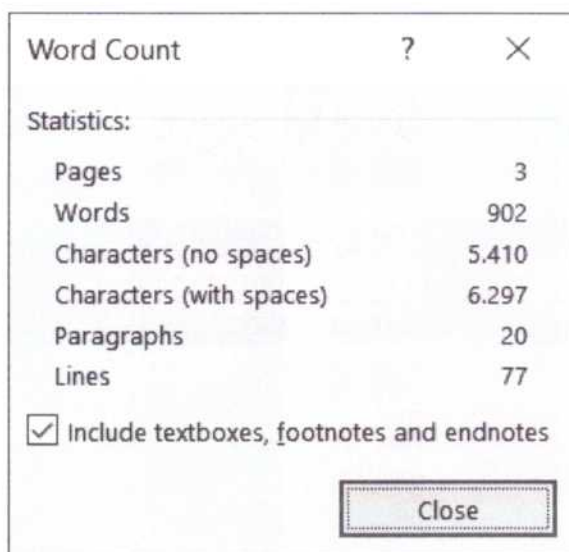 Word Count ?
Statistics:
Pages 3
Words 902
Characters (no spaces) 5.410
Characters (with spaces) 6.297
Paragraphs 20
Lines 77
Include textboxes, footnotes and endnotes
Close